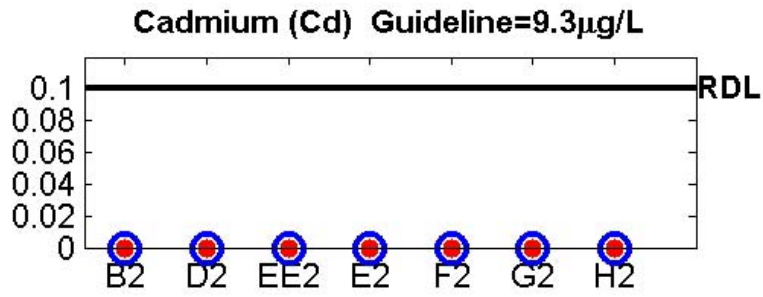 Cadmium (Cd) Guideline=9.3μg/L
0.1
RDL
0.08
0.06
0.04
0.02
0
B2 D2 EE2 E2 F2 G2 H2